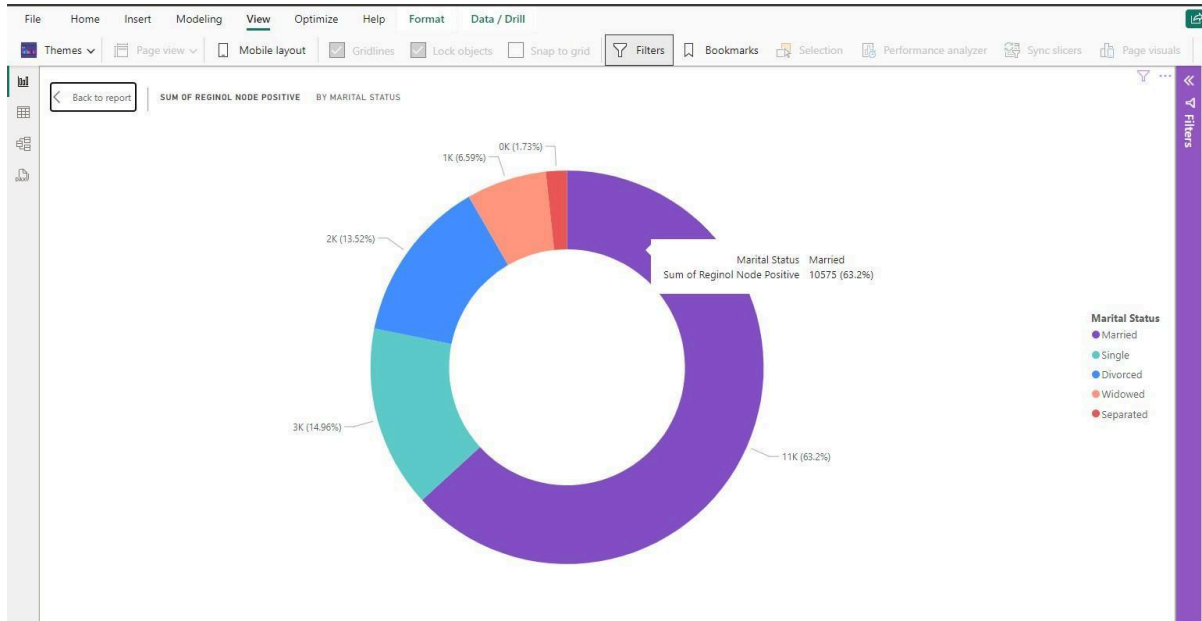 File Home Insert Modeling View Optimize Help Format Data / Drill
Themes Page view Mobile layout Gridlines Lock objects Snap to grid Filters Bookmarks Selection Performance analyzer Sync slicers Page visuals
Back to report SUM OF REGINOL NODE POSITIVE BY MARITAL STATUS
Filters
0K (1.73%)
1K (6.59%)
2K (13.52%)
Marital Status Married
Sum of Reginol Node Positive 10575 (63.2%)
Marital Status
Married
Single
Divorced
Widowed
Separated
3K (14.96%)
11K (63.2%)